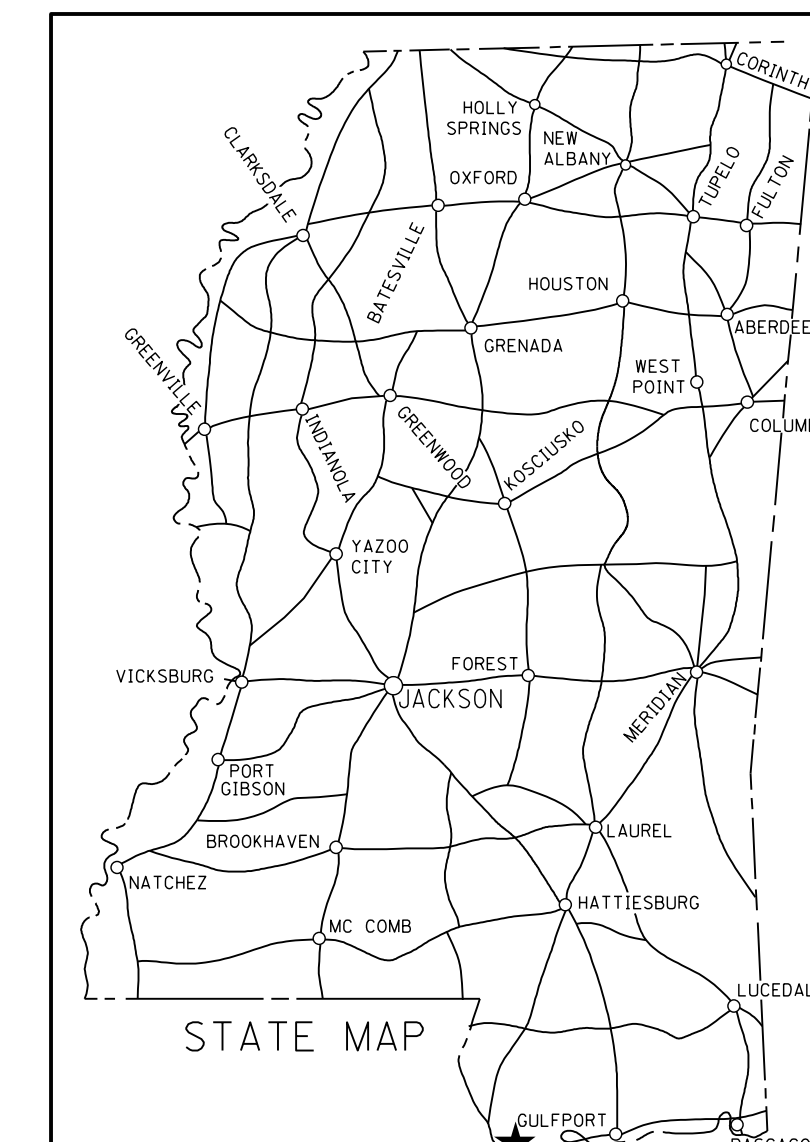 CORINTH
HOLLY
SPRINGS
NEW
ALBANY
CLARKSDALE
OXFORD
TUPELO
FULTON
BATESVILLE
HOUSTON
ABERDEE
GRENADA
GREENVILLE
WEST
POINT
INDIANOLA
GREENWOOD
KOSCIUSKO
YAZOO
CITY
VICKSBURG
FOREST
JACKSON
MERIDIAN
PORT
GIBSON
BROOKHAVEN
LAUREL
NATCHEZ
HATTIESBURG
MC COMB
LUCEDAL
STATE MAP
GULFPORT